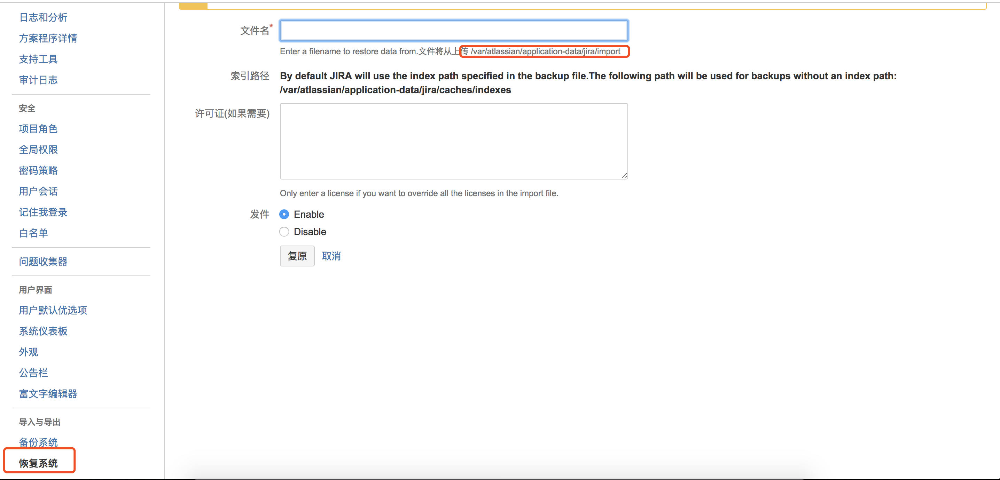 日志和分析
方案程序详情
支持工具
审计日志
安全
项目角色
全局权限
密码策略
用户会话
记住我登录
白名单
问题收集器
用户界面
用户默认优选项
系统仪表板
外观
公告栏
富文字编辑器
导入与导出
备份系统
恢复系统
文件名*
Enter a filename to restore data from.文件将从上传 /var/atlassian/application-data/jira/import
索引路径
By default JIRA will use the index path specified in the backup file.The following path will be used for backups without an index path:
/var/atlassian/application-data/jira/caches/indexes
许可证(如果需要)
Only enter a license if you want to override all the licenses in the import file.
发件
Enable
Disable
复原 取消